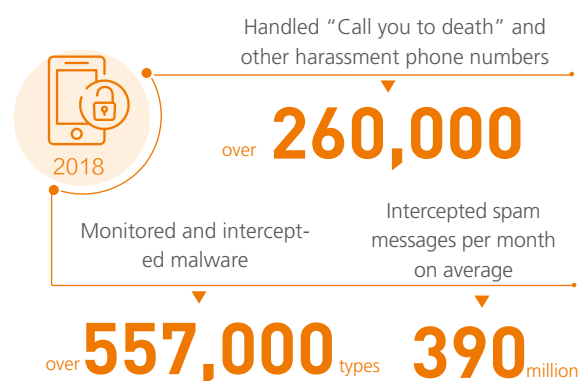 Handled “Call you to death” and
other harassment phone numbers
2018
over 260,000
Monitored and intercept-
ed malware
over 557,000 types
Intercepted spam
messages per month
on average
390 million